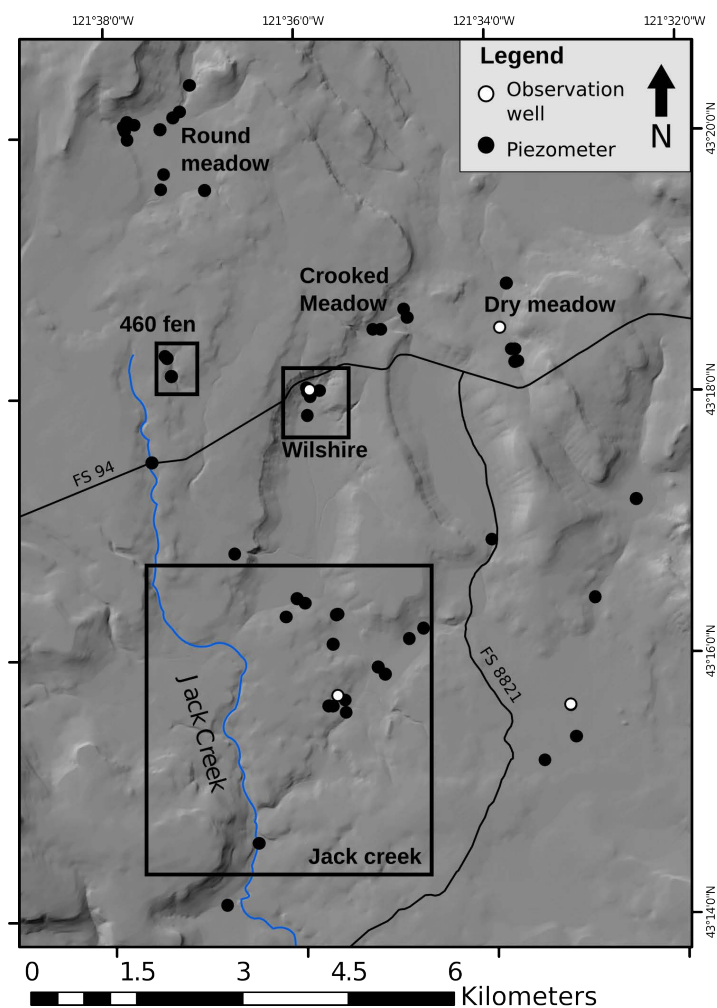 121°38'0"W 121°36'0"W 121°34'0"W 121°32'0"W
Legend
Observation
well
Piezometer
N
43°20'0"N
Round
meadow
Crooked
Meadow
Dry meadow
460 fen
43°18'0"N
Wilshire
FS 94
43°16'0"N
FS 8821
Jack Creek
Jack creek
43°14'0"N
0 1.5 3 4.5 6
Kilometers